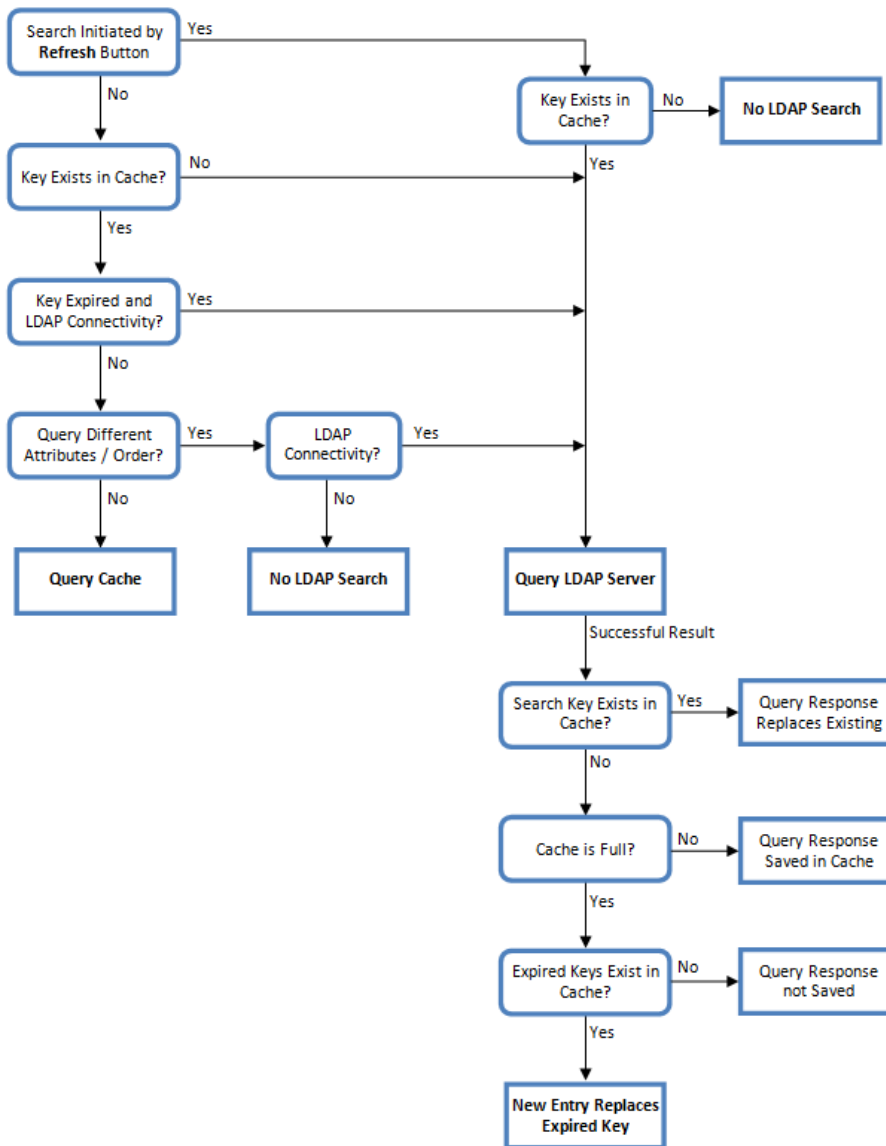 Search Initiated by
Refresh Button
Yes
No
Key Exists in
Cache?
No
No LDAP Search
Yes
Key Exists in Cache?
No
Yes
Key Expired and
LDAP Connectivity?
Yes
No
Query Different
Attributes / Order?
Yes
LDAP
Connectivity?
Yes
No
No
Query Cache
No LDAP Search
Query LDAP Server
Successful Result
Search Key Exists in
Cache?
Yes
Query Response
Replaces Existing
No
Cache is Full?
No
Query Response
Saved in Cache
Yes
Expired Keys Exist in
Cache?
No
Query Response
not Saved
Yes
New Entry Replaces
Expired Key